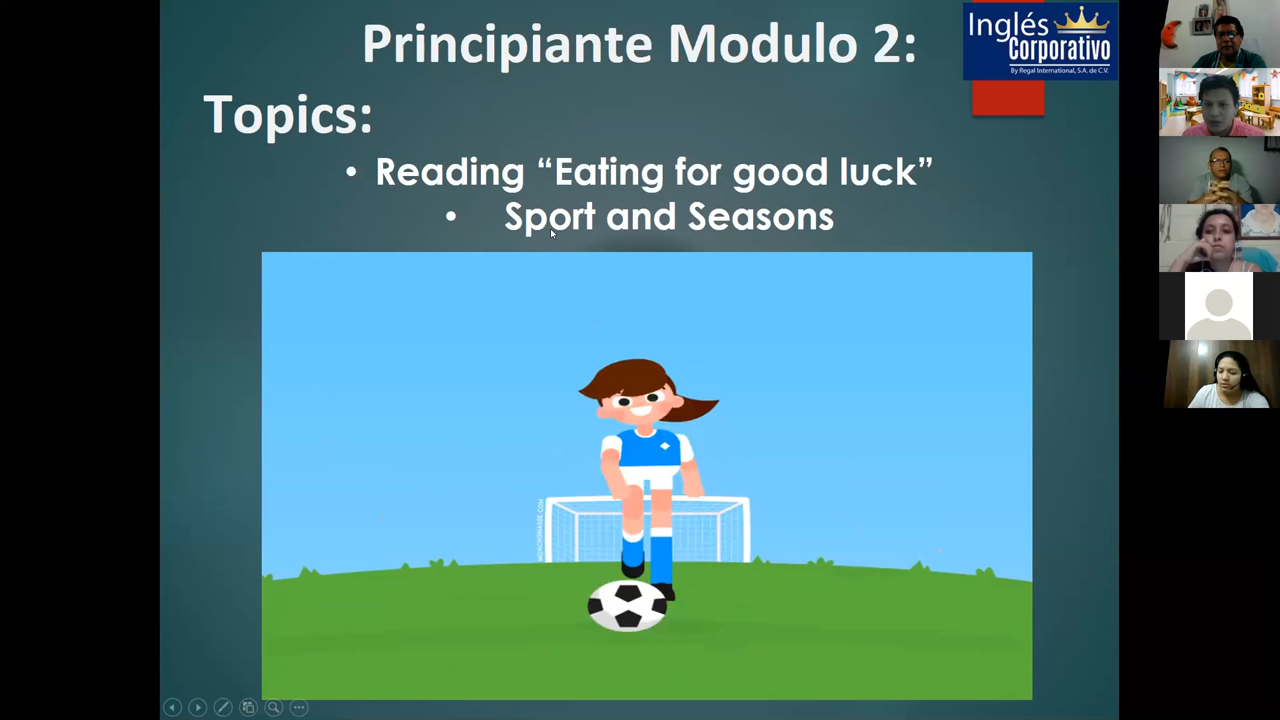 Principiante Modulo 2:
Topics:
• Reading “Eating for good luck”
• Sport and Seasons
Inglés
Corporativo
By Regal International, S.A. de C.V.